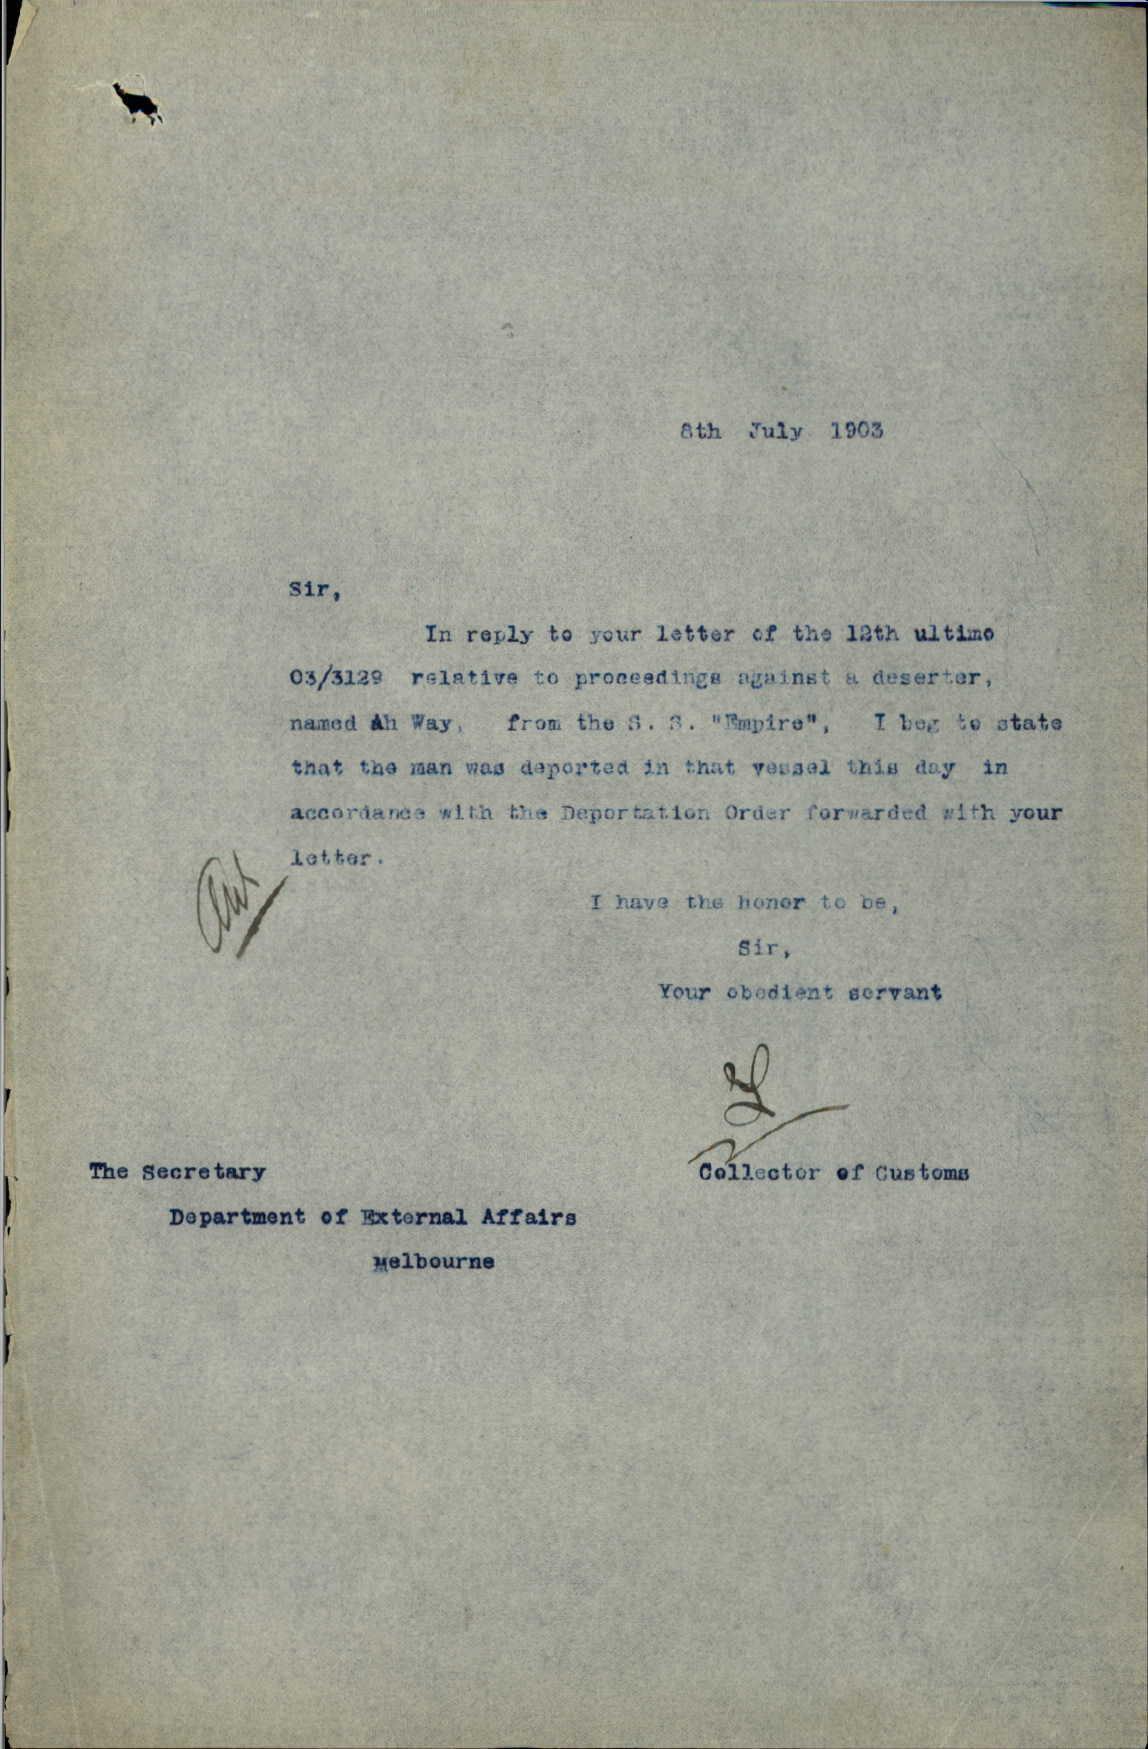 8th July 1903
Sir,
In reply to your letter of the 12th ultimo
03/3129 relative to proceedings against a deserter,
named Ah Way, from the S. S. "Empire", I beg to state
that the man was deported in that vessel this day in
accordance with the Deportation Order forwarded with your
letter.
I have the honor to be,
Sir,
Your obedient servant
The Secretary
Collector of Customs
Department of External Affairs
Melbourne